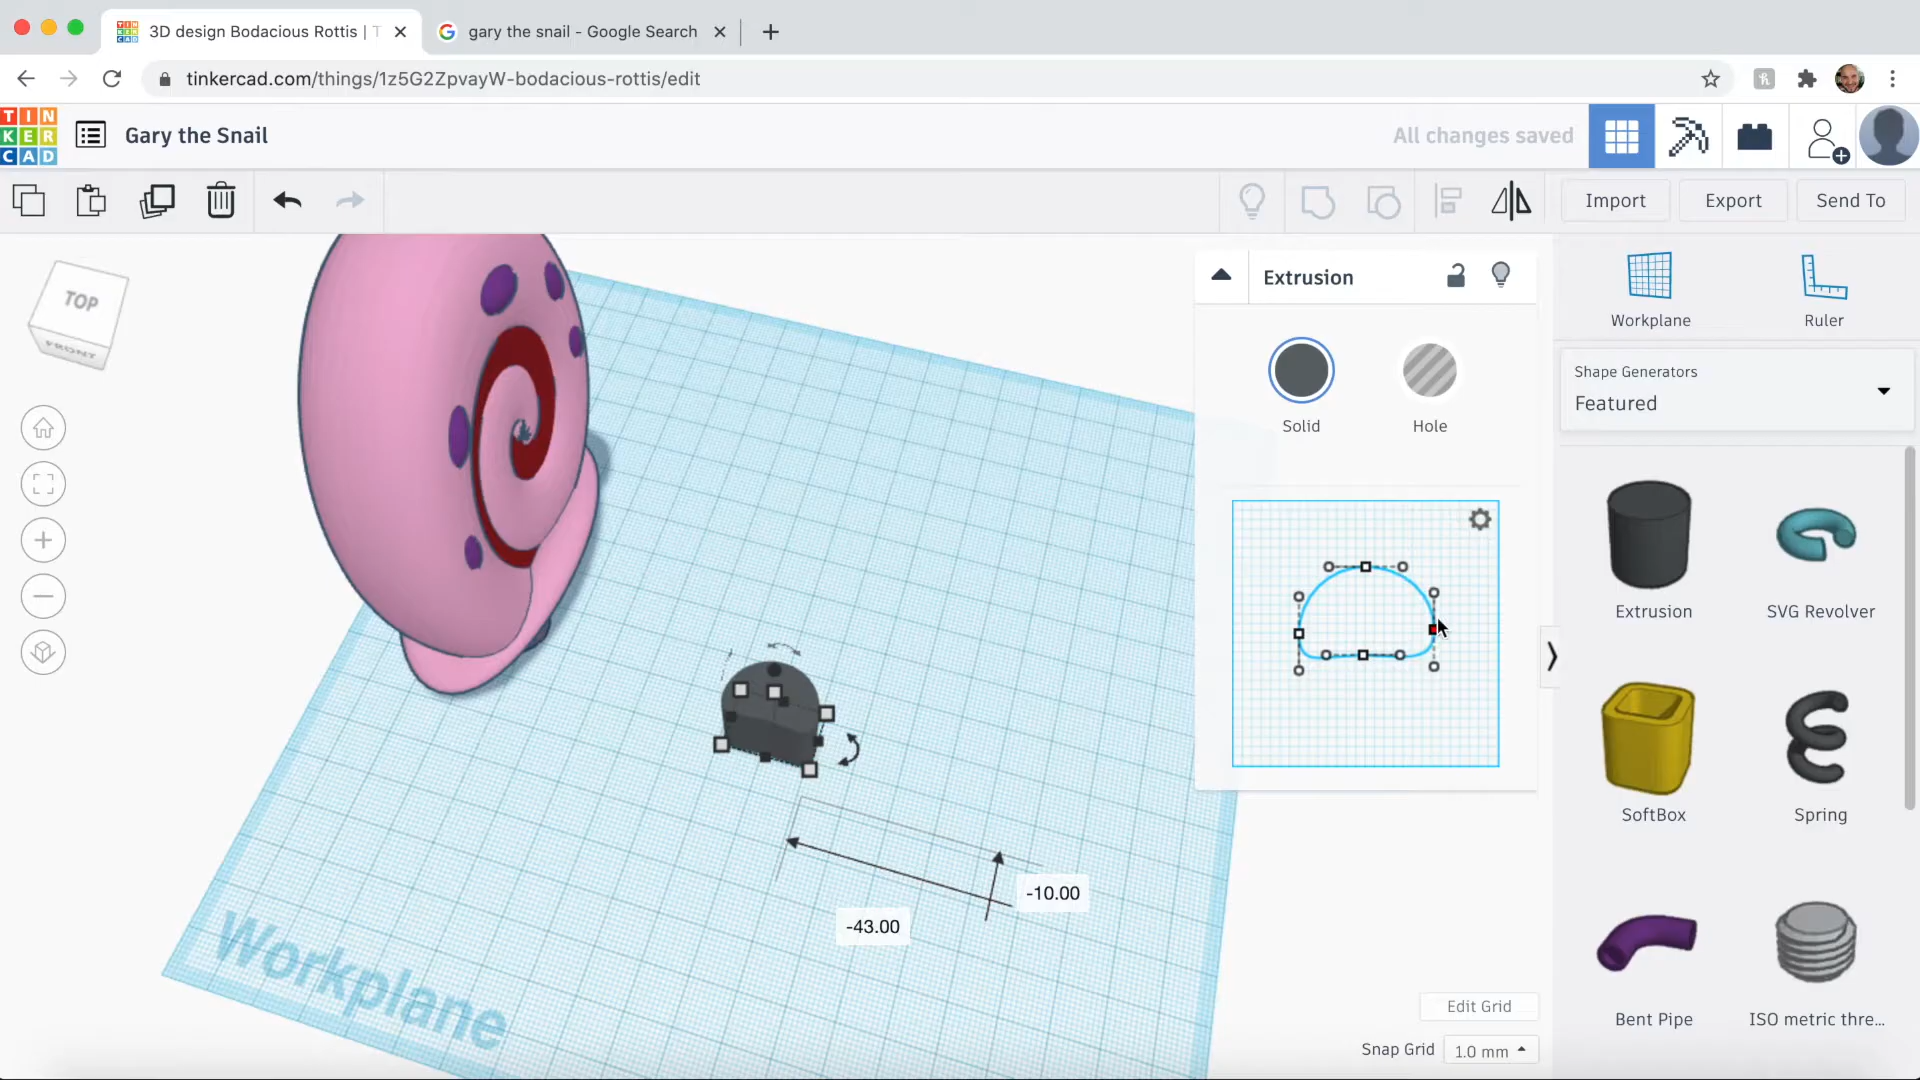 3D design Bodacious Rottis | T
gary the snail - Google Search
tinkercad.com/things/1z5G2ZpvayW-bodacious-rottis/edit
TIN
KER
CAD
Gary the Snail
All changes saved
Import
Export
Send To
TOP
FRONT
Extrusion
Solid
Hole
Workplane
Ruler
Shape Generators
Featured
Extrusion
SVG Revolver
SoftBox
Spring
Bent Pipe
ISO metric thre...
-10.00
-43.00
Workplane
Edit Grid
Snap Grid
1.0 mm